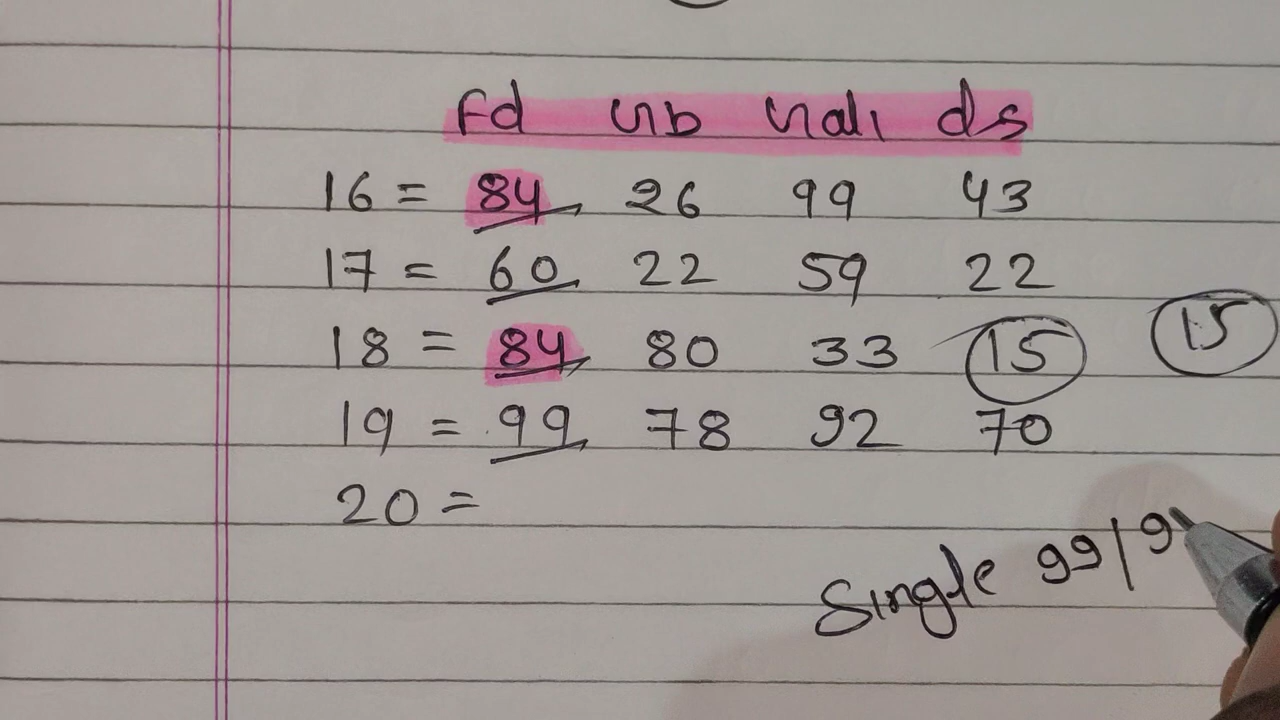 Fd gb gali ds
16 = 84 26 99 43
17 = 60 22 59 22
18 = 84 80 33 15 15
19 = 99 78 92 70
20 =
Single 99/9